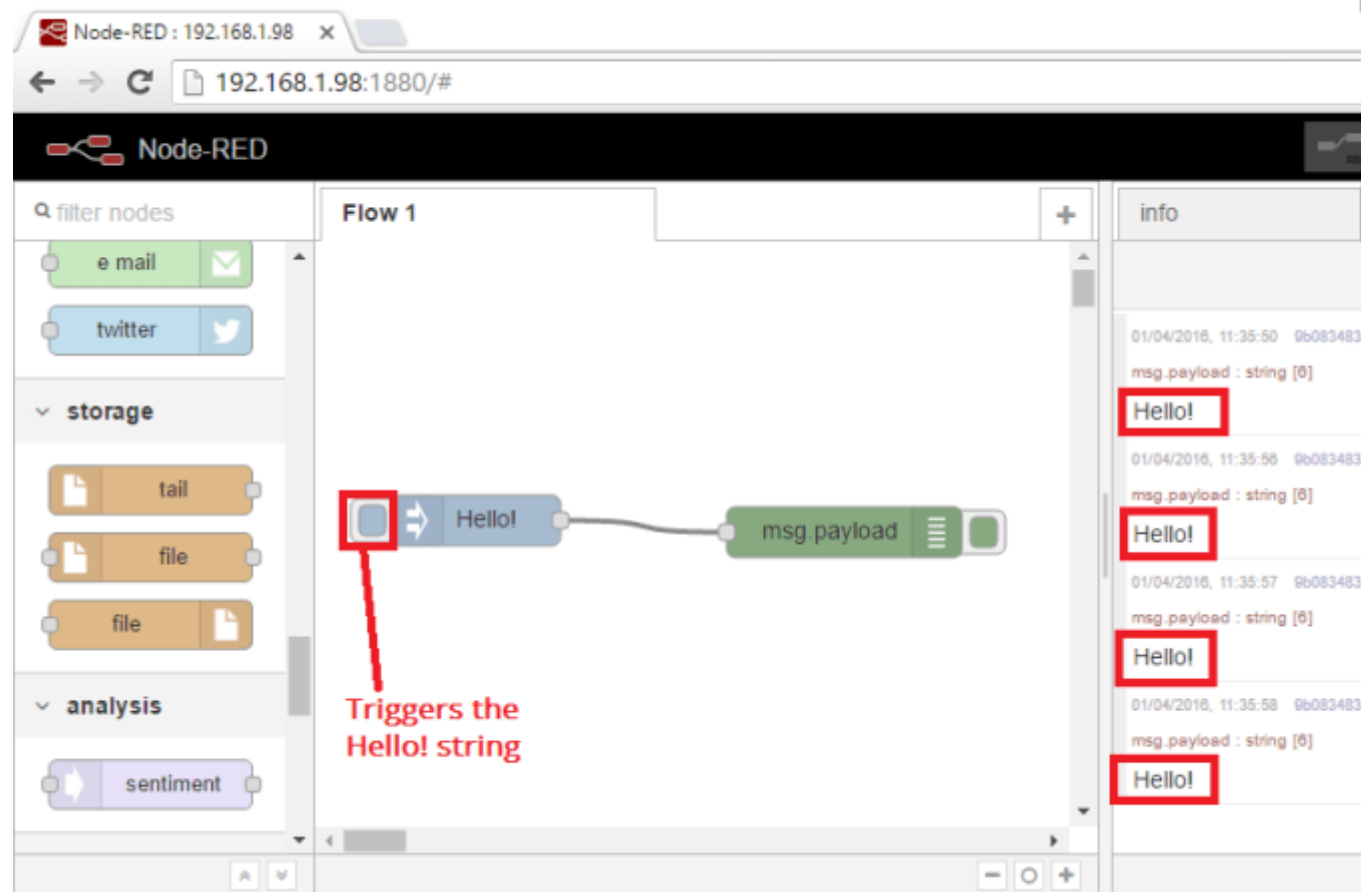 Node-RED : 192.168.1.98
192.168.1.98:1880/#
Node-RED
filter nodes
e mail
twitter
storage
tail
file
file
analysis
sentiment
Flow 1
Hello!
msg.payload
Triggers the
Hello! string
info
01/04/2016, 11:35:50 9b083483
msg.payload : string [6]
Hello!
01/04/2016, 11:35:56 9b083483
msg.payload : string [6]
Hello!
01/04/2016, 11:35:57 9b083483
msg.payload : string [6]
Hello!
01/04/2016, 11:35:58 9b083483
msg.payload : string [6]
Hello!